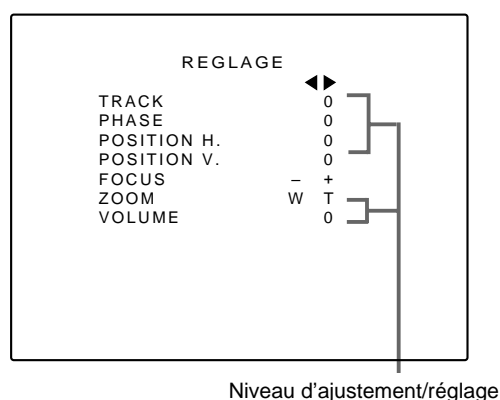 REGLAGE
◀ ▶
TRACK 0
PHASE 0
POSITION H. 0
POSITION V. 0
FOCUS – +
ZOOM W T
VOLUME 0
Niveau d'ajustement/réglage